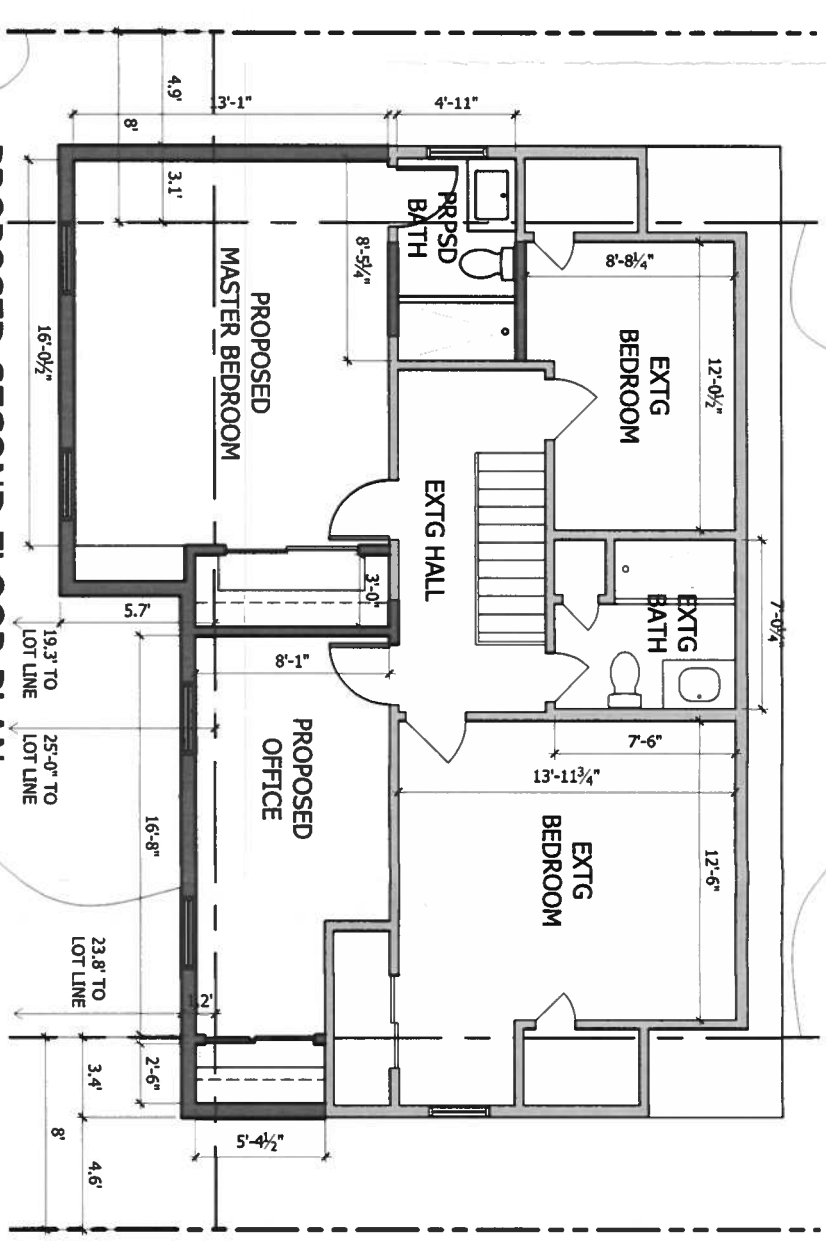 4.9'
8'
3.1'
13'-1"
4'-11"
PRPSD
BATH
8'-5¼"
8'-8¼"
EXTG
BEDROOM
12'-0½"
PROPOSED
MASTER BEDROOM
16'-0½"
EXTG HALL
3'-0"
EXTG
BATH
7'-0¼"
5.7'
19.3' TO
LOT LINE
25'-0" TO
LOT LINE
8'-1"
PROPOSED
OFFICE
16'-8"
7'-6"
13'-11¾"
EXTG
BEDROOM
12'-6"
23.8' TO
LOT LINE
1.2'
2'-6"
3.4'
8'
4.6'
5'-4½"
PROPOSED SECOND FLOOR PLAN